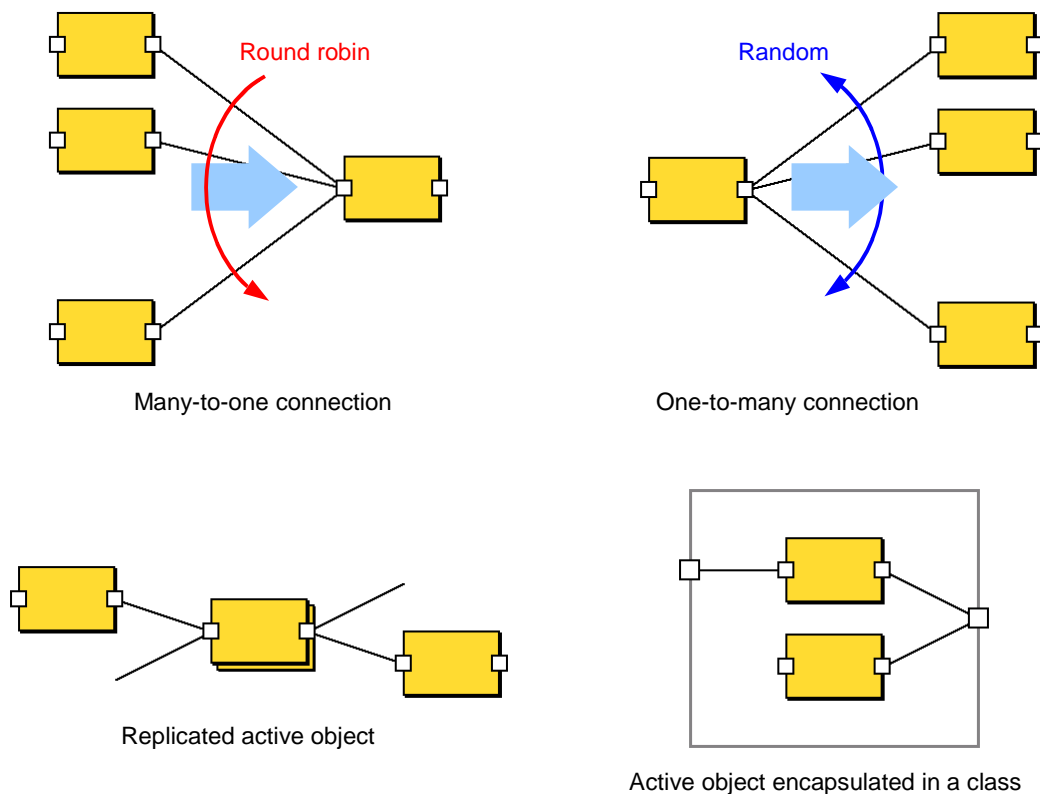 Round robin
Random
Many-to-one connection
One-to-many connection
Replicated active object
Active object encapsulated in a class